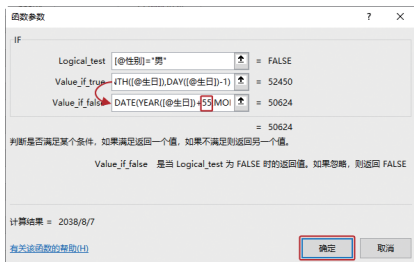 函数参数 ? ×
IF
Logical_test [@性别]="男" = FALSE
Value_if_true NTH([@生日]),DAY([@生日])-1) = 52450
Value_if_false DATE(YEAR([@生日])+55,MOI = 50624
= 50624
判断是否满足某个条件，如果满足返回一个值，如果不满足则返回另一个值。
Value_if_false 是当 Logical_test 为 FALSE 时的返回值。如果忽略，则返回 FALSE
计算结果 = 2038/8/7
有关该函数的帮助(H) 确定 取消